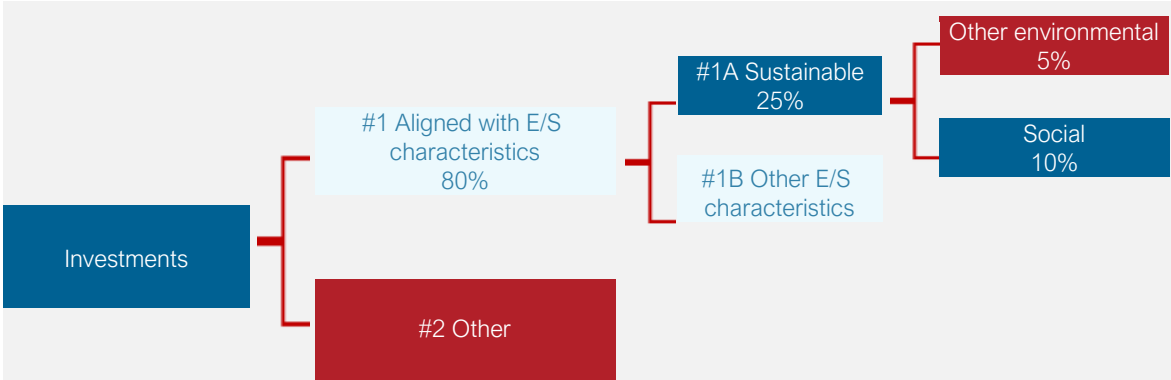 Investments
#1 Aligned with E/S
characteristics
80%
#2 Other
#1A Sustainable
25%
#1B Other E/S
characteristics
Other environmental
5%
Social
10%